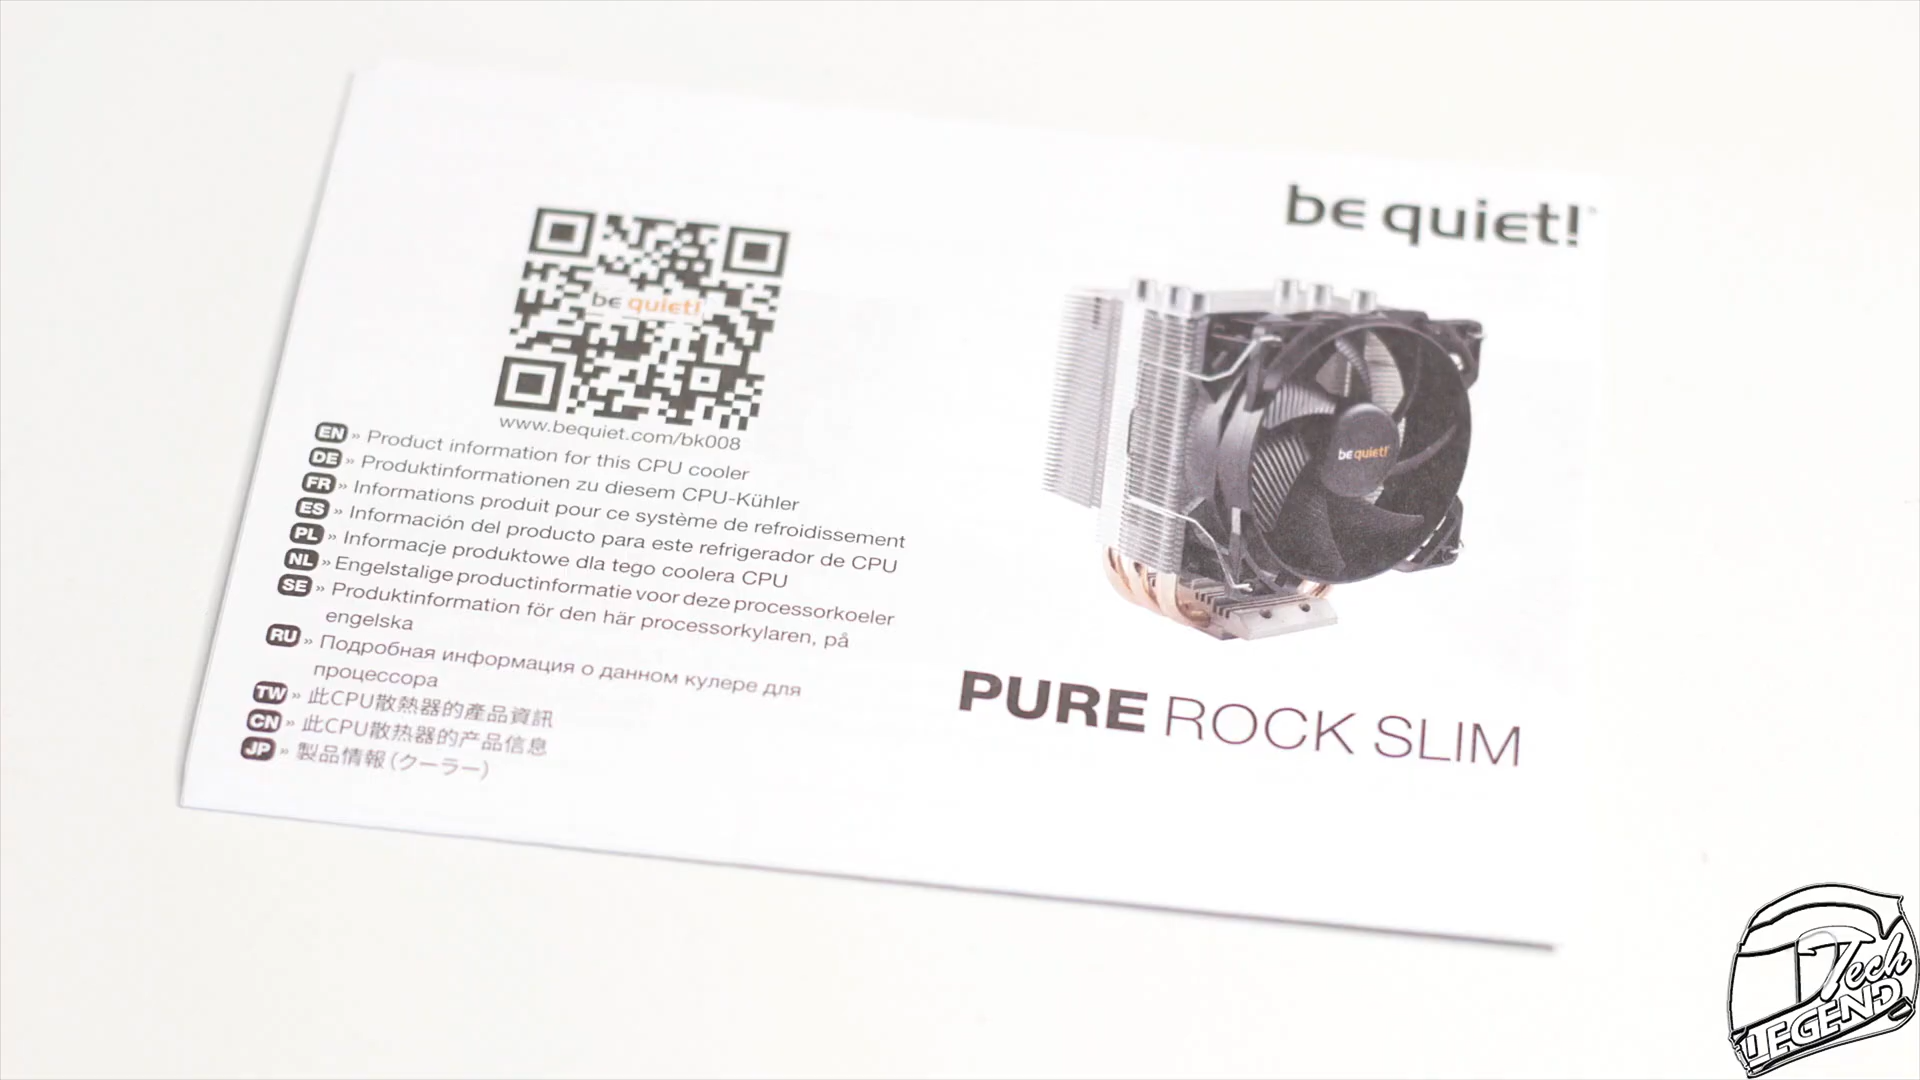 be quiet!
www.bequiet.com/bk008
EN » Product information for this CPU cooler
DE » Produktinformationen zu diesem CPU-Kühler
FR » Informations produit pour ce système de refroidissement
ES » Información del producto para este refrigerador de CPU
PL » Informacje produktowe dla tego coolera CPU
NL » Engelstalige productinformatie voor deze processorkoeler
SE » Produktinformation för den här processorkylaren, på
engelska
RU » Подробная информация о данном кулере для
процессора
TW » 此CPU散熱器的產品資訊
CN » 此CPU散热器的产品信息
JP » 製品情報(クーラー)
be quiet!
be quiet!
PURE ROCK SLIM
Tech
LEGEND